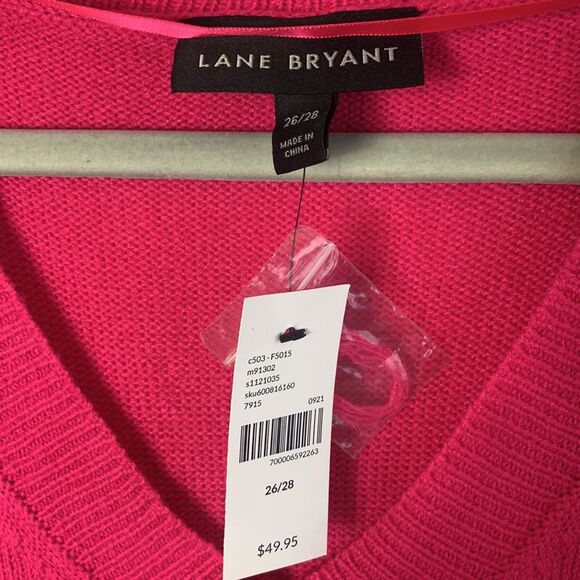 LANE BRYANT
26/28
MADE IN
CHINA
c503 - F5015
m91302
s1121035
sku600816160
7915 0921
700006592263
26/28
$49.95